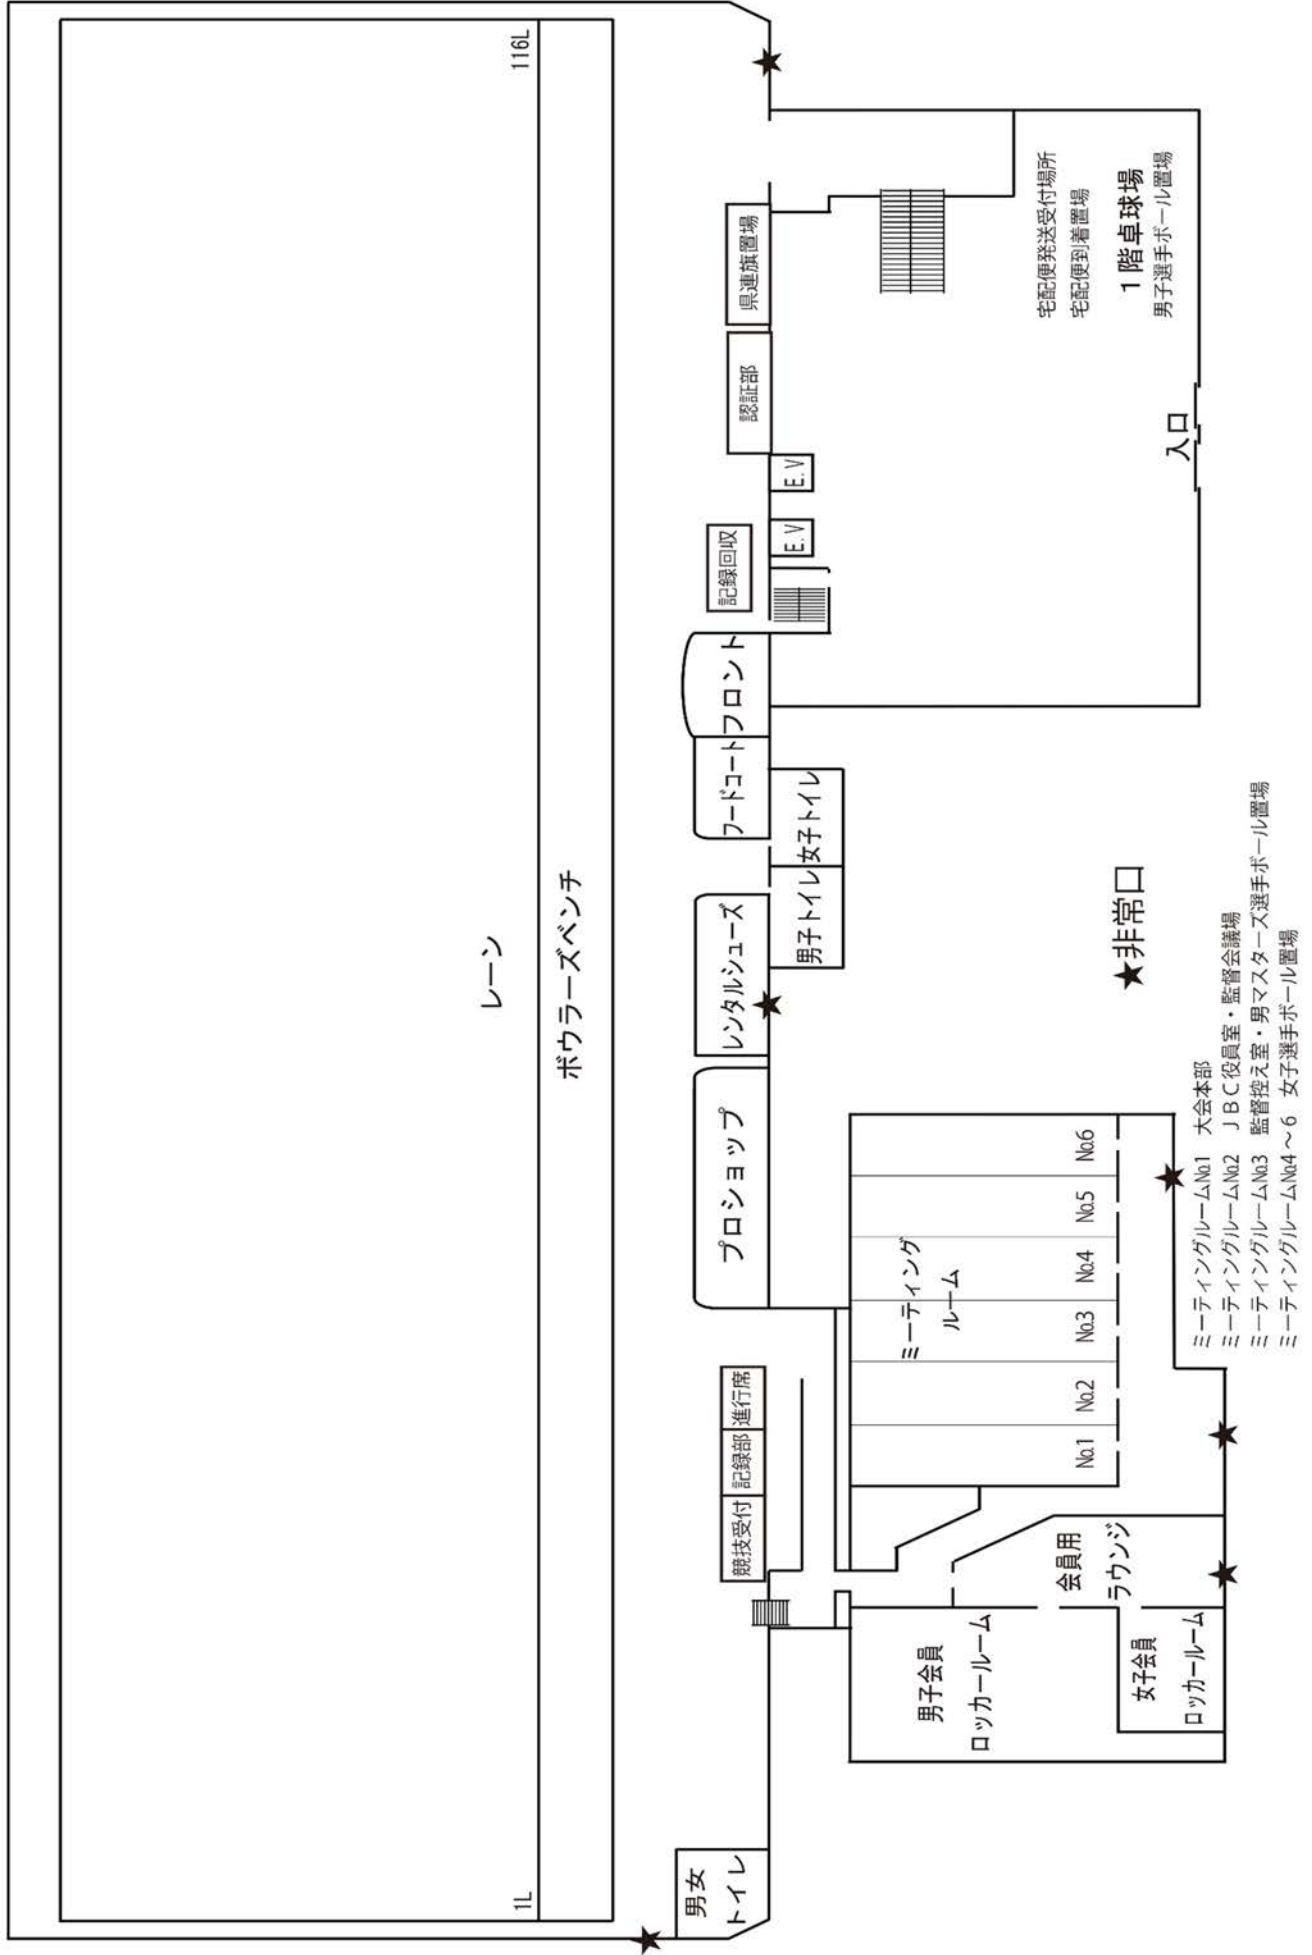 1L
116L
レーン
ボウラーズベンチ
男女
トイレ
競技受付
記録部
進行席
プロショップ
レンタルシューズ
フードコート
フロント
記録回収
認証部
県連旗置場
男子トイレ
女子トイレ
E.V
E.V
ミーティング
ルーム
No.1
No.2
No.3
No.4
No.5
No.6
男子会員
ロッカールーム
会員用
ラウンジ
女子会員
ロッカールーム
宅配便発送受付場所
宅配便到着置場
1階卓球場
男子選手ボール置場
入口
★非常口
ミーティングルームNo.1 大会本部
ミーティングルームNo.2 JBC役員室・監督会議場
ミーティングルームNo.3 監督控え室・男マスターズ選手ボール置場
ミーティングルームNo.4~6 女子選手ボール置場